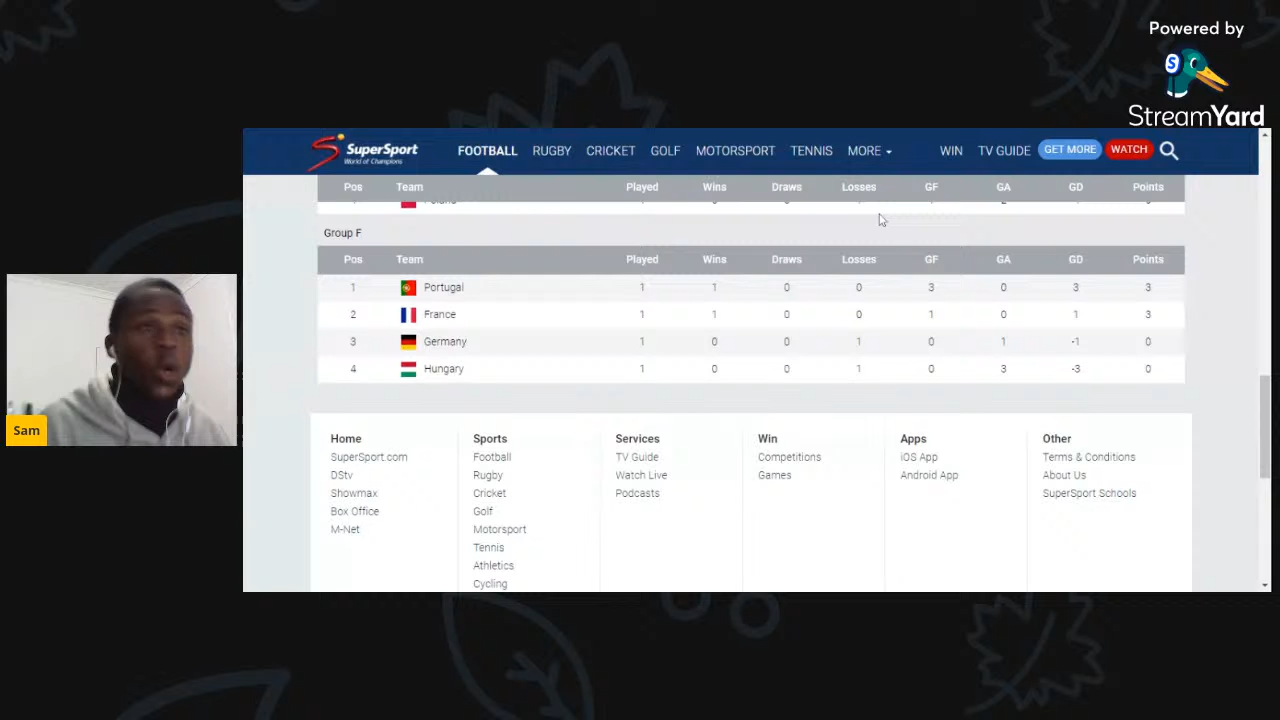 Powered by
S
StreamYard
SuperSport
World of Champions
FOOTBALL RUGBY CRICKET GOLF MOTORSPORT TENNIS MORE WIN TV GUIDE GET MORE WATCH
Pos Team Played Wins Draws Losses GF GA GD Points
Group F
Pos Team Played Wins Draws Losses GF GA GD Points
1 Portugal 1 1 0 0 3 0 3 3
2 France 1 1 0 0 1 0 1 3
3 Germany 1 0 0 1 0 1 -1 0
4 Hungary 1 0 0 1 0 3 -3 0
Home Sports Services Win Apps Other
SuperSport.com Football TV Guide Competitions iOS App Terms & Conditions
DStv Rugby Watch Live Games Android App About Us
Showmax Cricket Podcasts SuperSport Schools
Box Office Golf
M-Net Motorsport
Tennis
Athletics
Cycling
Sam